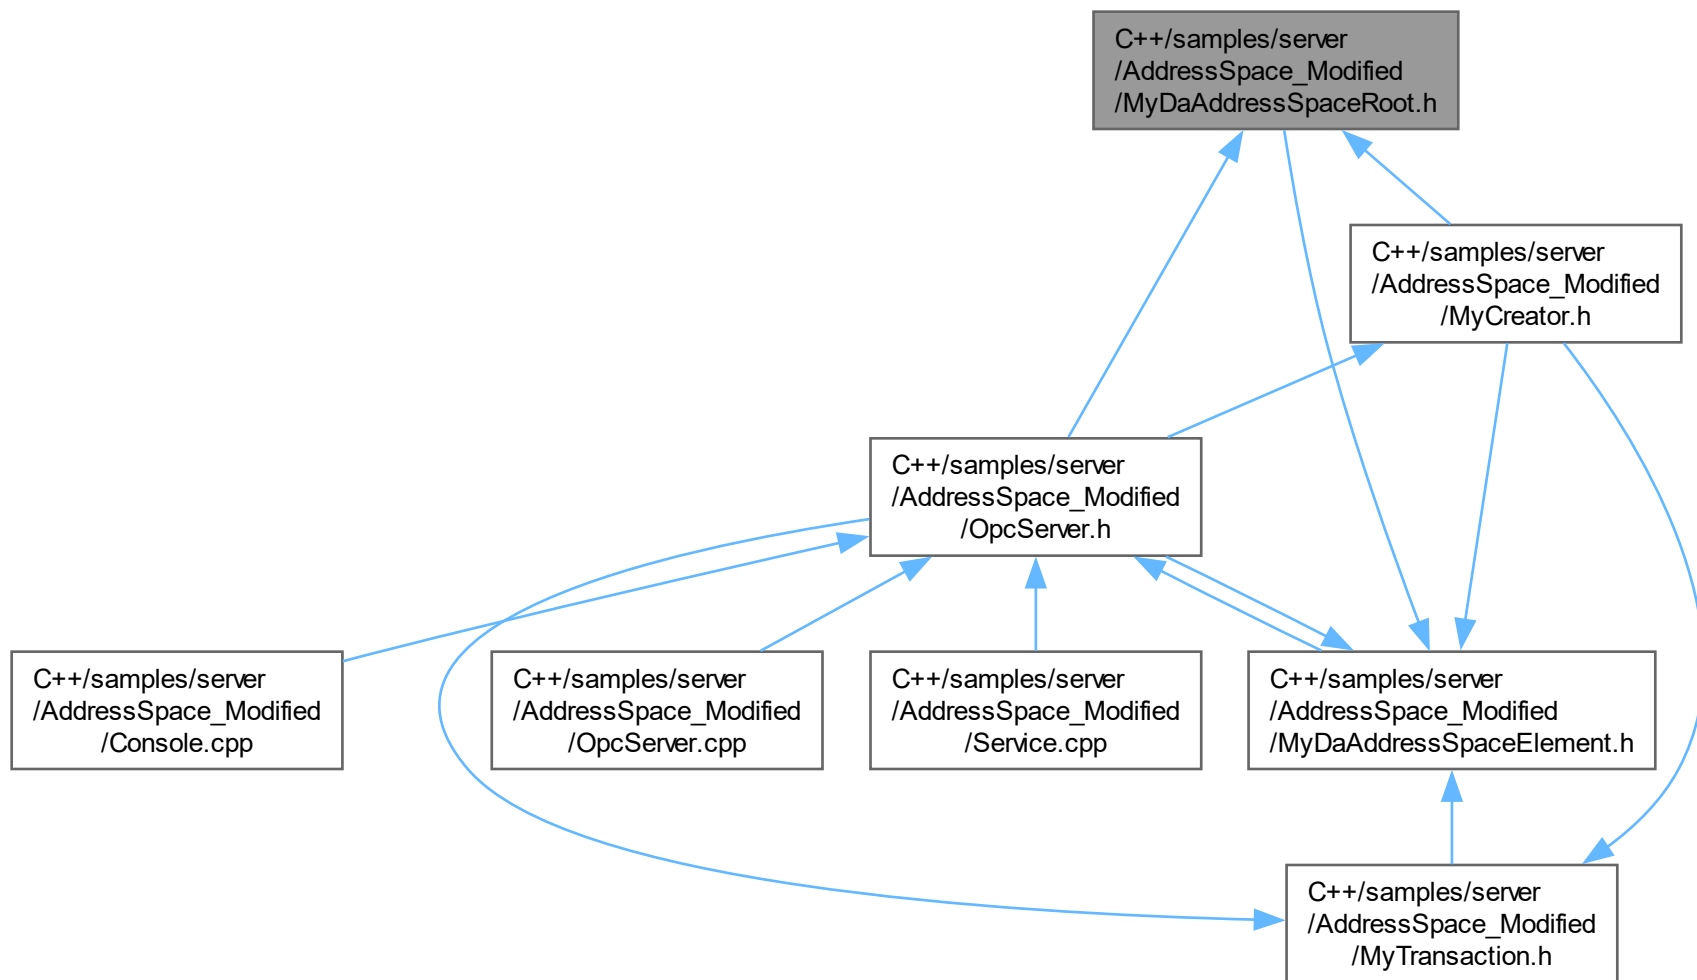 C++/samples/server
/AddressSpace_Modified
/MyDaAddressSpaceRoot.h
C++/samples/server
/AddressSpace_Modified
/MyCreator.h
C++/samples/server
/AddressSpace_Modified
/OpcServer.h
C++/samples/server
/AddressSpace_Modified
/Console.cpp
C++/samples/server
/AddressSpace_Modified
/OpcServer.cpp
C++/samples/server
/AddressSpace_Modified
/Service.cpp
C++/samples/server
/AddressSpace_Modified
/MyDaAddressSpaceElement.h
C++/samples/server
/AddressSpace_Modified
/MyTransaction.h